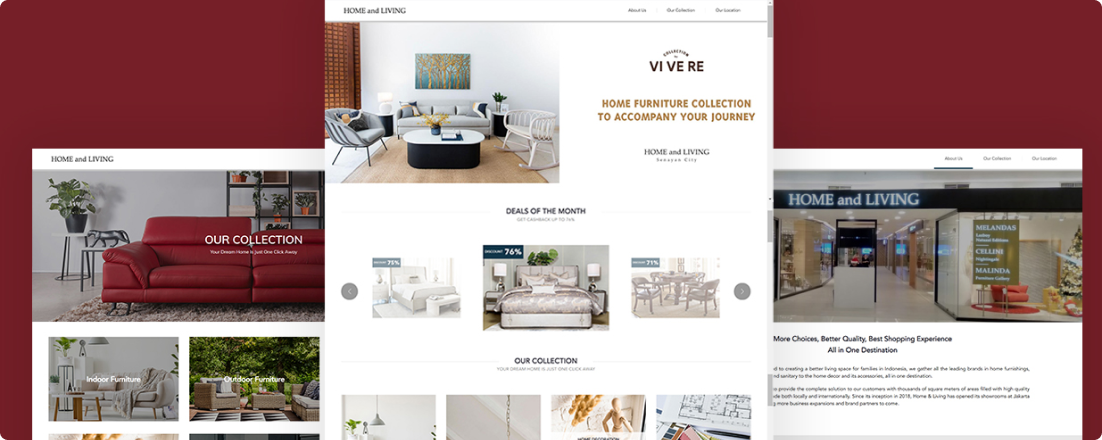 HOME and LIVING
About Us
Our Collection
Our Location
COLLECTION
by
VIVERE
HOME FURNITURE COLLECTION
TO ACCOMPANY YOUR JOURNEY
HOME and LIVING
Senayan City
DEALS OF THE MONTH
GET CASHBACK UP TO 76%
DISCOUNT 75%
DISCOUNT 76%
DISCOUNT 71%
OUR COLLECTION
YOUR DREAM HOME IS JUST ONE CLICK AWAY
HOME DECORATION
HOME and LIVING
OUR COLLECTION
Your Dream Home Is Just One Click Away
Indoor Furniture
Outdoor Furniture
About Us
Our Collection
Our Location
HOME and LIVING
MELANDAS
CELLINI
MALINDA
Furniture Gallery
More Choices, Better Quality, Best Shopping Experience
All in One Destination
d to creating a better living space for families in Indonesia, we gather all the leading brands in home furnishings,
nd sanitary to the home decor and its accessories, all in one destination.
o provide the complete solution to our customers with thousands of square meters of areas filled with high quality
de both locally and internationally. Since its inception in 2018, Home & Living has opened its showrooms at Jakarta
g more business expansions and brand partners to come.